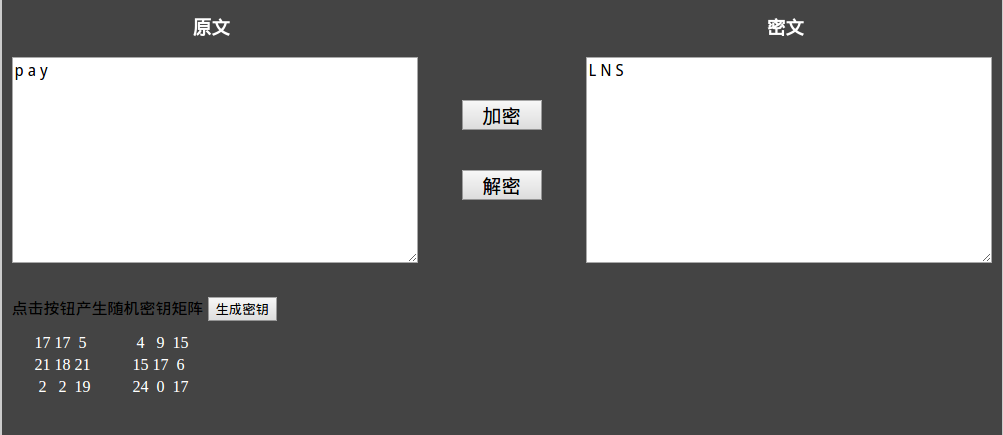 原文
密文
p a y
L N S
加密
解密
点击按钮产生随机密钥矩阵 生成密钥
17 17 5 4 9 15
21 18 21 15 17 6
2 2 19 24 0 17